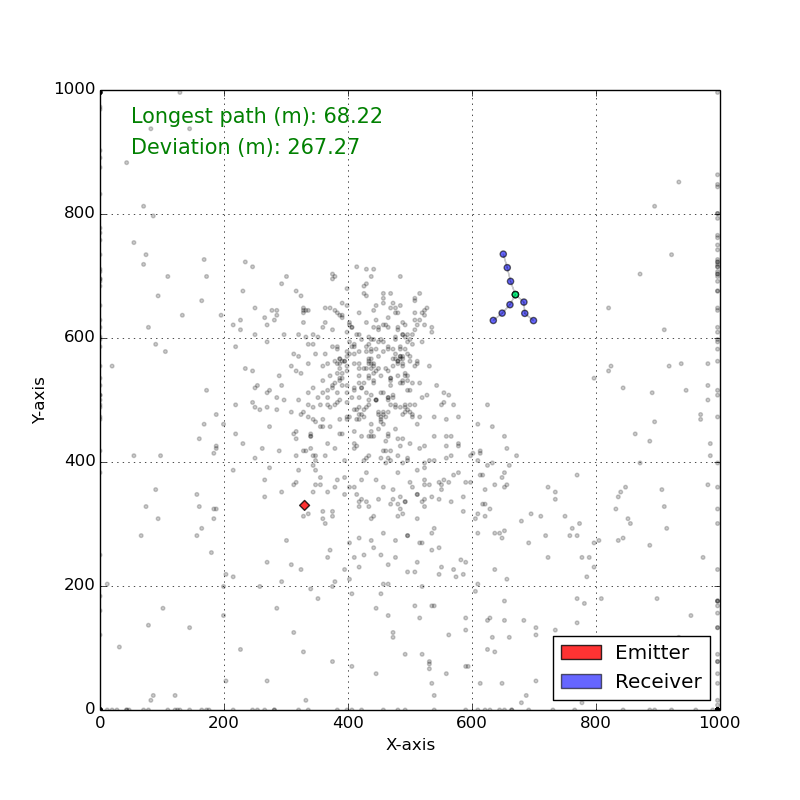 Longest path (m): 68.22
Deviation (m): 267.27
1000
800
600
400
200
0
Y-axis
0 200 400 600 800 1000
X-axis
Emitter
Receiver